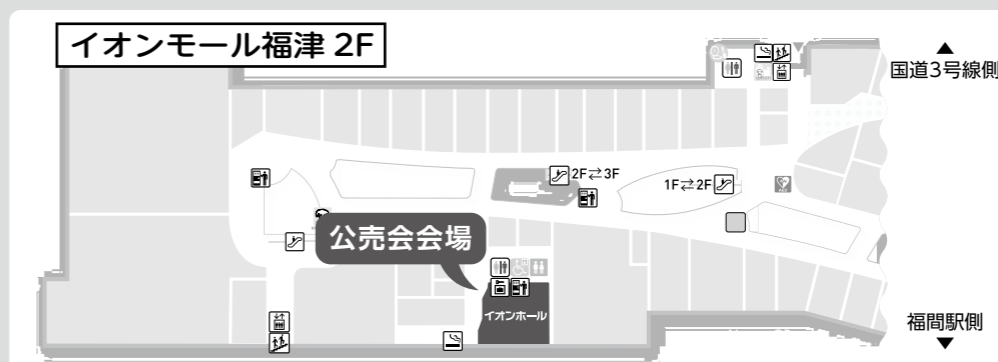 イオンモール福津 2F
▲
国道3号線側
2F⇄3F
1F⇄2F
公売会会場
イオンホール
福間駅側
▼